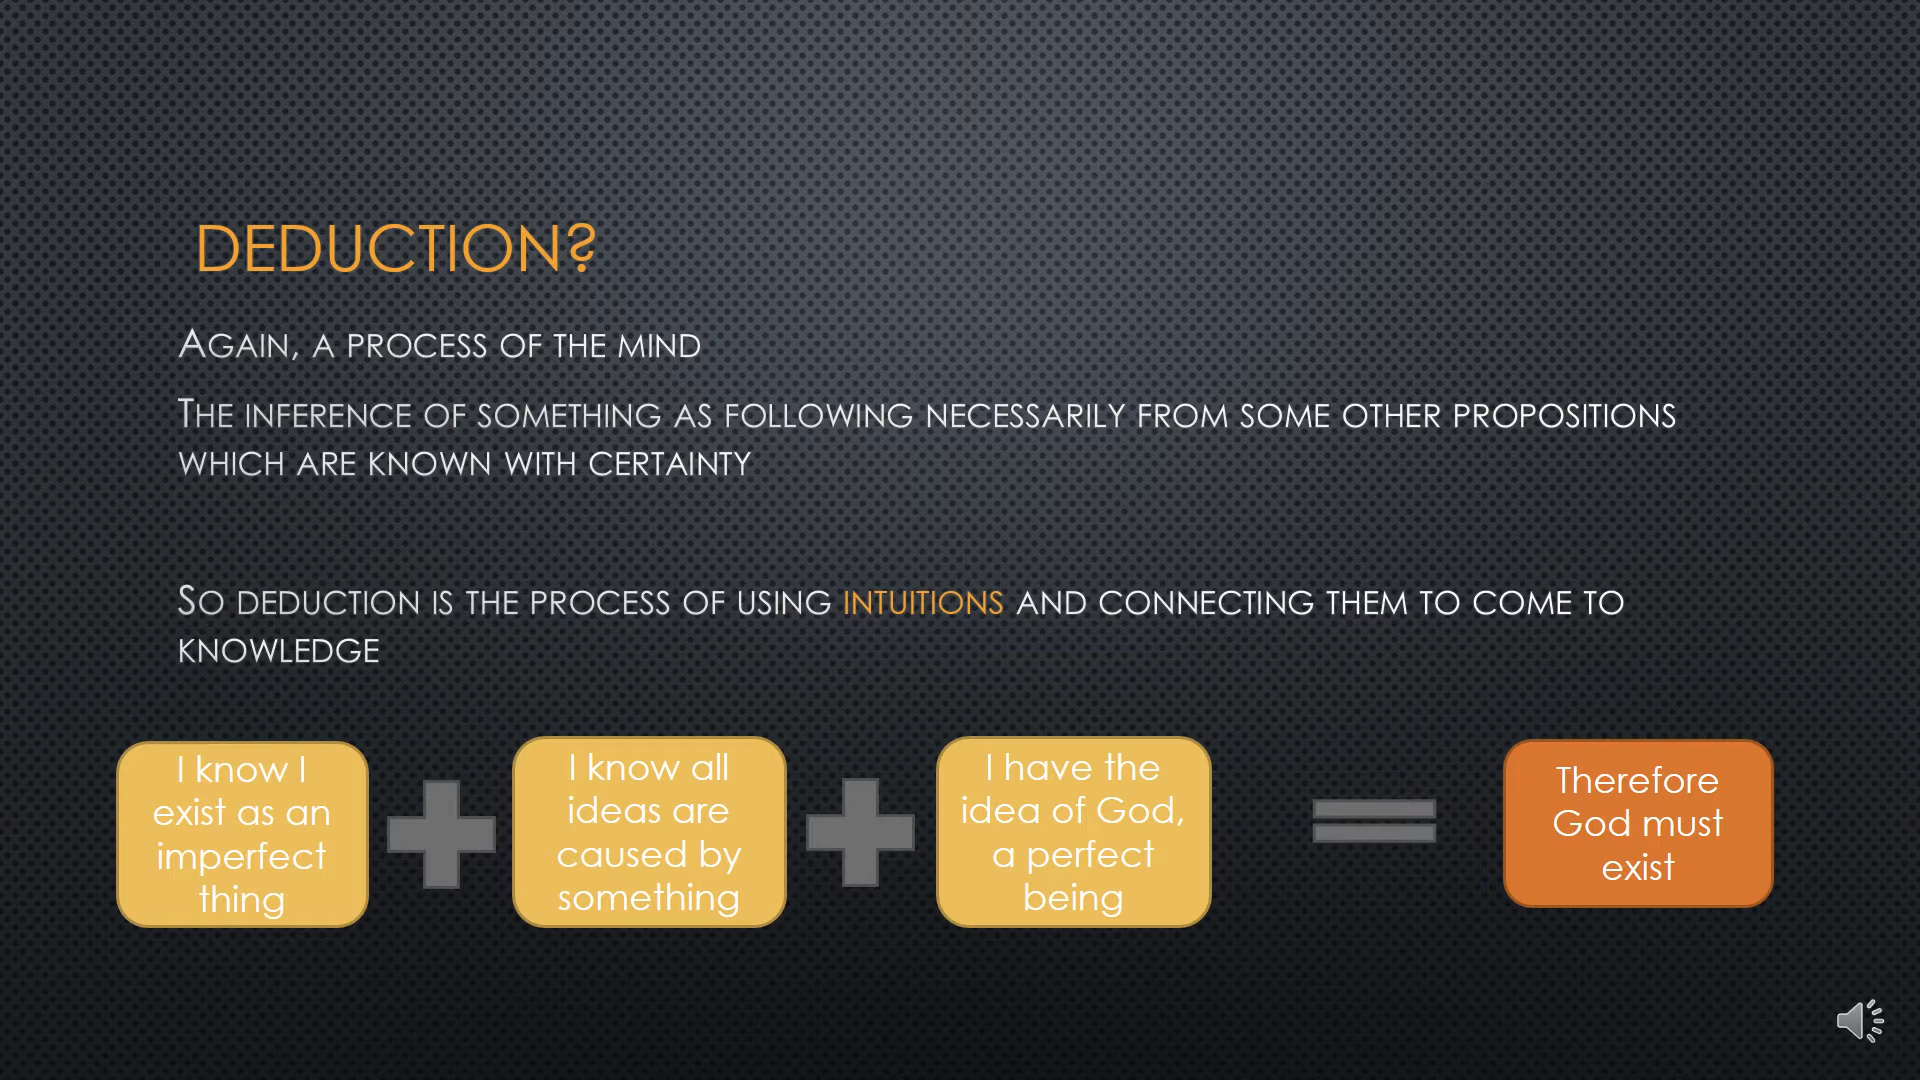 DEDUCTION?
AGAIN, A PROCESS OF THE MIND
THE INFERENCE OF SOMETHING AS FOLLOWING NECESSARILY FROM SOME OTHER PROPOSITIONS
WHICH ARE KNOWN WITH CERTAINTY
SO DEDUCTION IS THE PROCESS OF USING INTUITIONS AND CONNECTING THEM TO COME TO
KNOWLEDGE
I know I
exist as an
imperfect
thing
I know all
ideas are
caused by
something
I have the
idea of God,
a perfect
being
Therefore
God must
exist